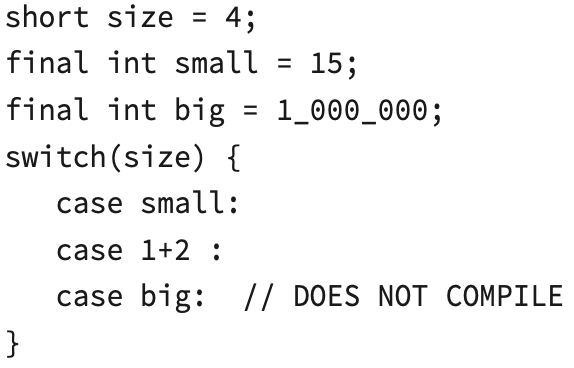 short size = 4;
final int small = 15;
final int big = 1_000_000;
switch(size) {
   case small:
   case 1+2 :
   case big:  // DOES NOT COMPILE
}